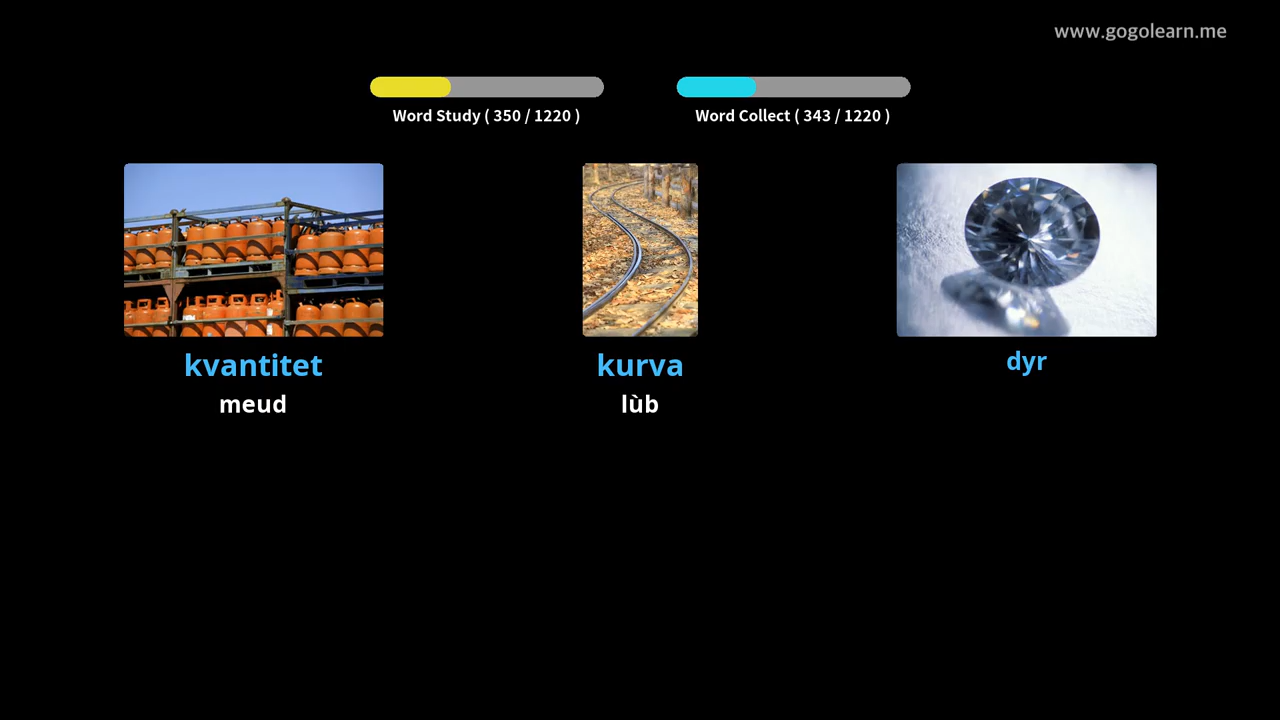 www.gogolearn.me
Word Study ( 350 / 1220 )
Word Collect ( 343 / 1220 )
kvantitet
meud
kurva
lùb
dyr